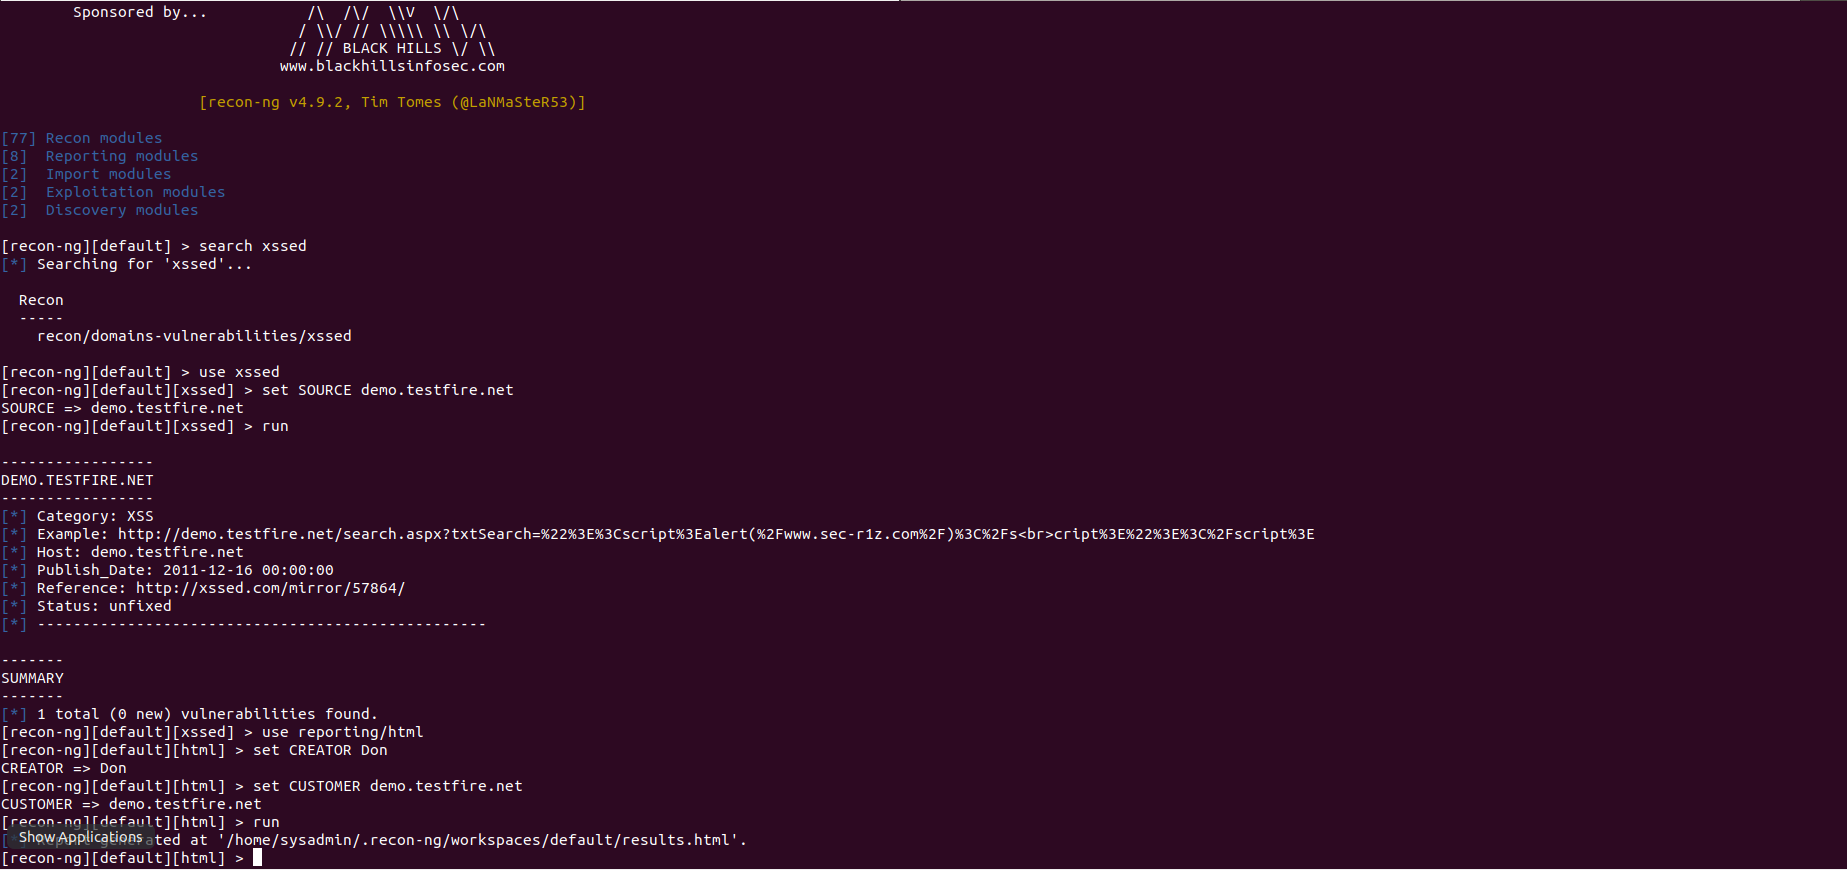 Sponsored by...               /\  /\/  \\V  \/\
/ \\/ // \\\\\ \\ \/\
// // BLACK HILLS \/ \\
www.blackhillsinfosec.com
[recon-ng v4.9.2, Tim Tomes (@LaNMaSteR53)]
[77] Recon modules
[8]  Reporting modules
[2]  Import modules
[2]  Exploitation modules
[2]  Discovery modules
[recon-ng][default] > search xssed
[*] Searching for 'xssed'...
Recon
-----
recon/domains-vulnerabilities/xssed
[recon-ng][default] > use xssed
[recon-ng][default][xssed] > set SOURCE demo.testfire.net
SOURCE => demo.testfire.net
[recon-ng][default][xssed] > run
-----------------
DEMO.TESTFIRE.NET
-----------------
[*] Category: XSS
[*] Example: http://demo.testfire.net/search.aspx?txtSearch=%22%3E%3Cscript%3Ealert(%2Fwww.sec-r1z.com%2F)%3C%2Fs<br>cript%3E%22%3E%3C%2Fscript%3E
[*] Host: demo.testfire.net
[*] Publish_Date: 2011-12-16 00:00:00
[*] Reference: http://xssed.com/mirror/57864/
[*] Status: unfixed
[*] --------------------------------------------------
-------
SUMMARY
-------
[*] 1 total (0 new) vulnerabilities found.
[recon-ng][default][xssed] > use reporting/html
[recon-ng][default][html] > set CREATOR Don
CREATOR => Don
[recon-ng][default][html] > set CUSTOMER demo.testfire.net
CUSTOMER => demo.testfire.net
[recon-ng][default][html] > run
Show Applications
[*] Report generated at '/home/sysadmin/.recon-ng/workspaces/default/results.html'.
[recon-ng][default][html] >